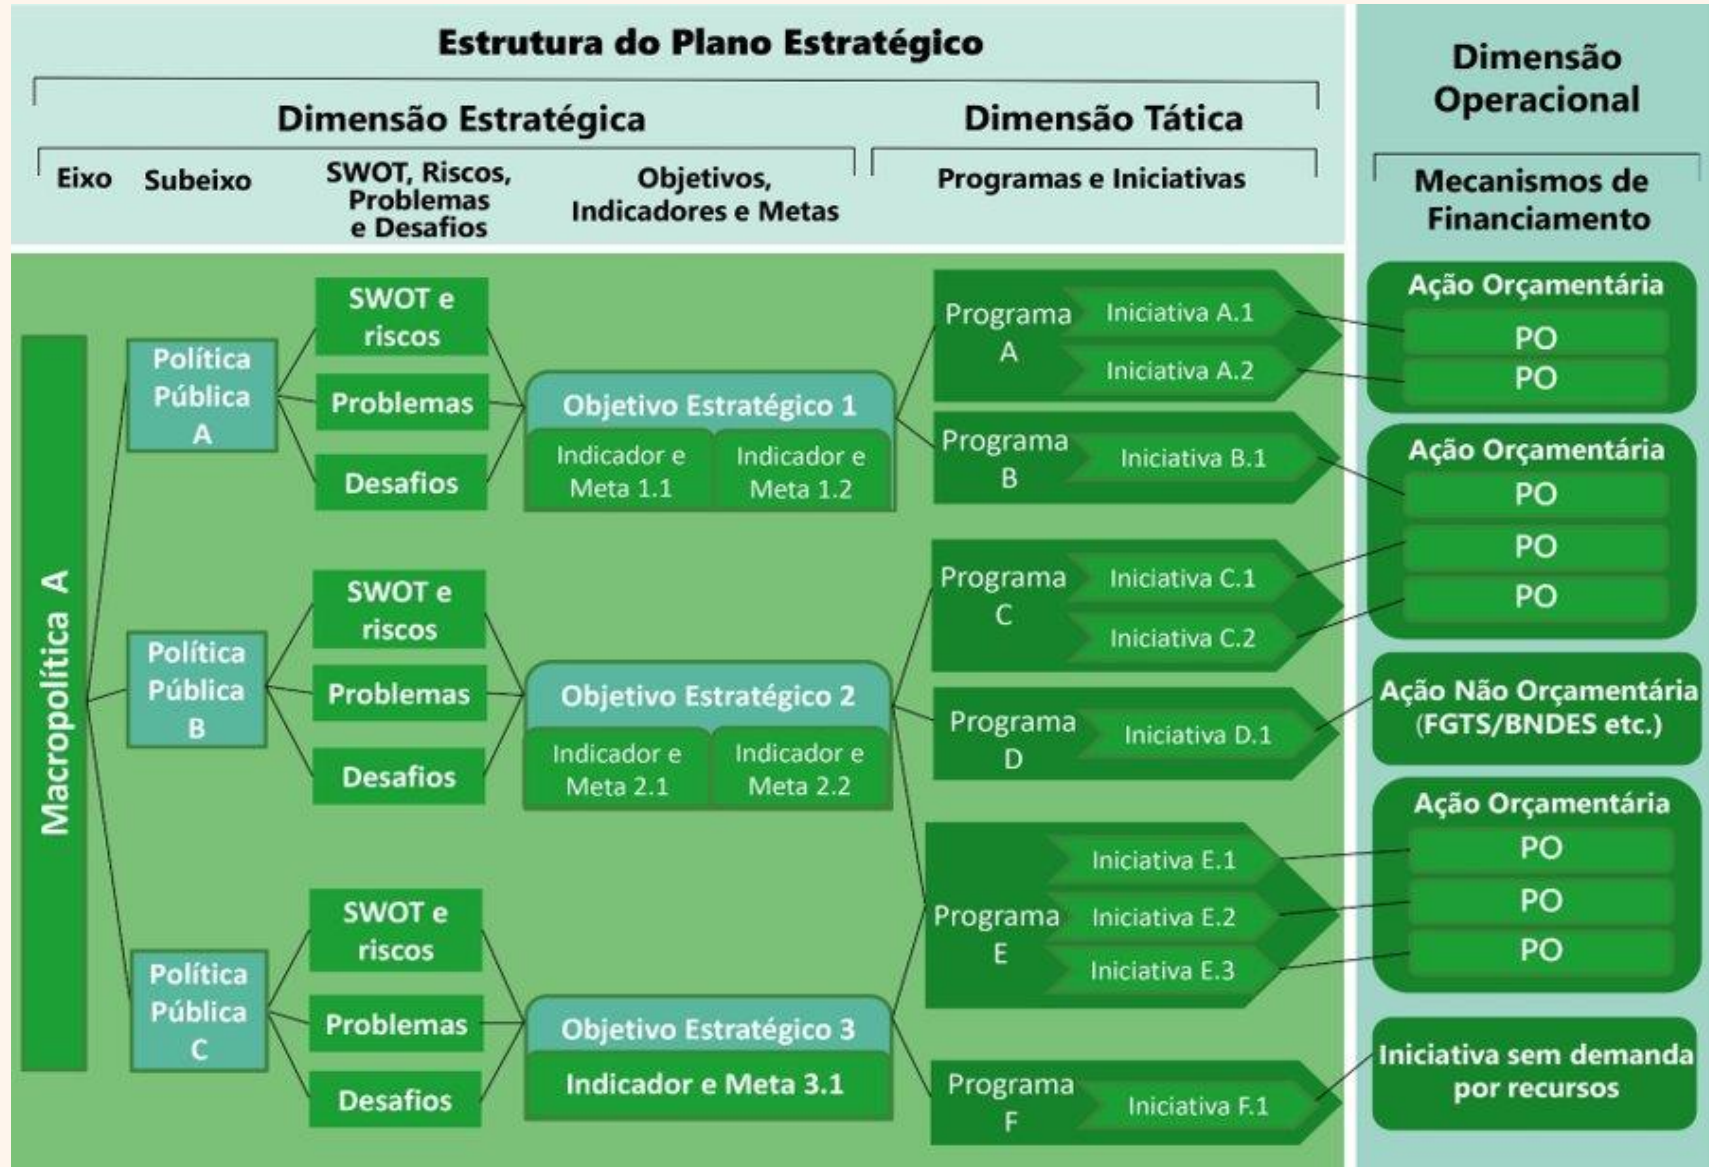 Estrutura do Plano Estratégico
Dimensão Estratégica
Dimensão Tática
Dimensão
Operacional
Eixo
Subeixo
SWOT, Riscos,
Problemas
e Desafios
Objetivos,
Indicadores e Metas
Programas e Iniciativas
Mecanismos de
Financiamento
Macropolítica A
Política
Pública
A
SWOT e
riscos
Problemas
Desafios
Objetivo Estratégico 1
Indicador e
Meta 1.1
Indicador e
Meta 1.2
Programa
A
Iniciativa A.1
Iniciativa A.2
Programa
B
Iniciativa B.1
Ação Orçamentária
PO
PO
Política
Pública
B
SWOT e
riscos
Problemas
Desafios
Objetivo Estratégico 2
Indicador e
Meta 2.1
Indicador e
Meta 2.2
Programa
C
Iniciativa C.1
Iniciativa C.2
Programa
D
Iniciativa D.1
Ação Orçamentária
PO
PO
PO
Ação Não Orçamentária
(FGTS/BNDES etc.)
Política
Pública
C
SWOT e
riscos
Problemas
Desafios
Objetivo Estratégico 3
Indicador e Meta 3.1
Programa
E
Iniciativa E.1
Iniciativa E.2
Iniciativa E.3
Programa
F
Iniciativa F.1
Ação Orçamentária
PO
PO
PO
Iniciativa sem demanda
por recursos